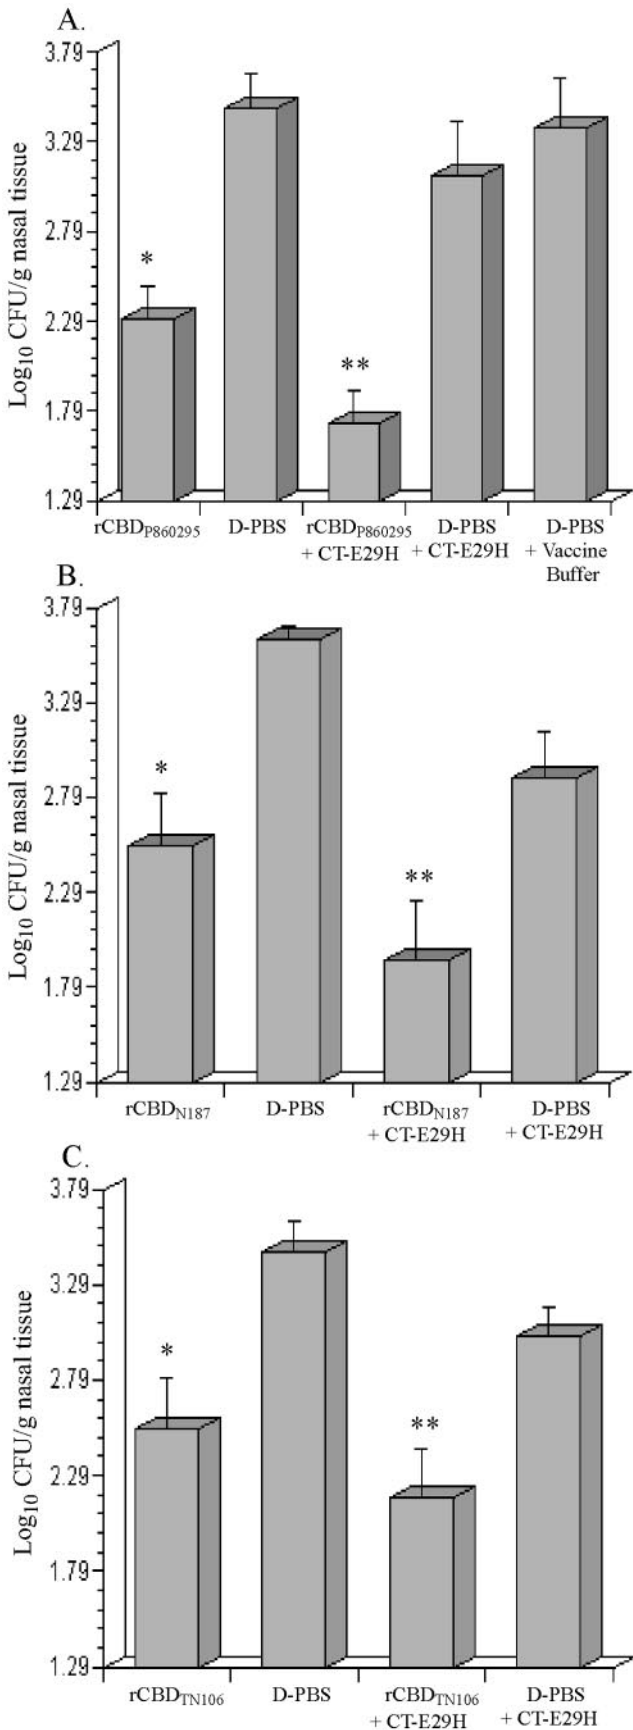 A.
3.79
3.29
2.79
2.29
1.79
1.29
Log10 CFU/g nasal tissue
*
**
rCBDP860295 D-PBS rCBDP860295 D-PBS D-PBS
+ CT-E29H + CT-E29H + Vaccine
Buffer
B.
3.79
3.29
2.79
2.29
1.79
1.29
Log10 CFU/g nasal tissue
*
**
rCBDN187 D-PBS rCBDN187 D-PBS
+ CT-E29H + CT-E29H
C.
3.79
3.29
2.79
2.29
1.79
1.29
Log10 CFU/g nasal tissue
*
**
rCBDTN106 D-PBS rCBDTN106 D-PBS
+ CT-E29H + CT-E29H